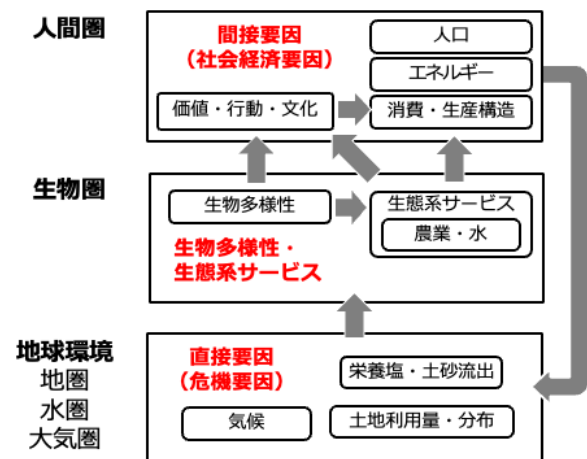 人間圏
間接要因
（社会経済要因）
人口
エネルギー
価値・行動・文化
消費・生産構造
生物圏
生物多様性
生態系サービス
農業・水
生物多様性・
生態系サービス
地球環境
地圏
水圏
大気圏
直接要因
（危機要因）
栄養塩・土砂流出
気候
土地利用量・分布